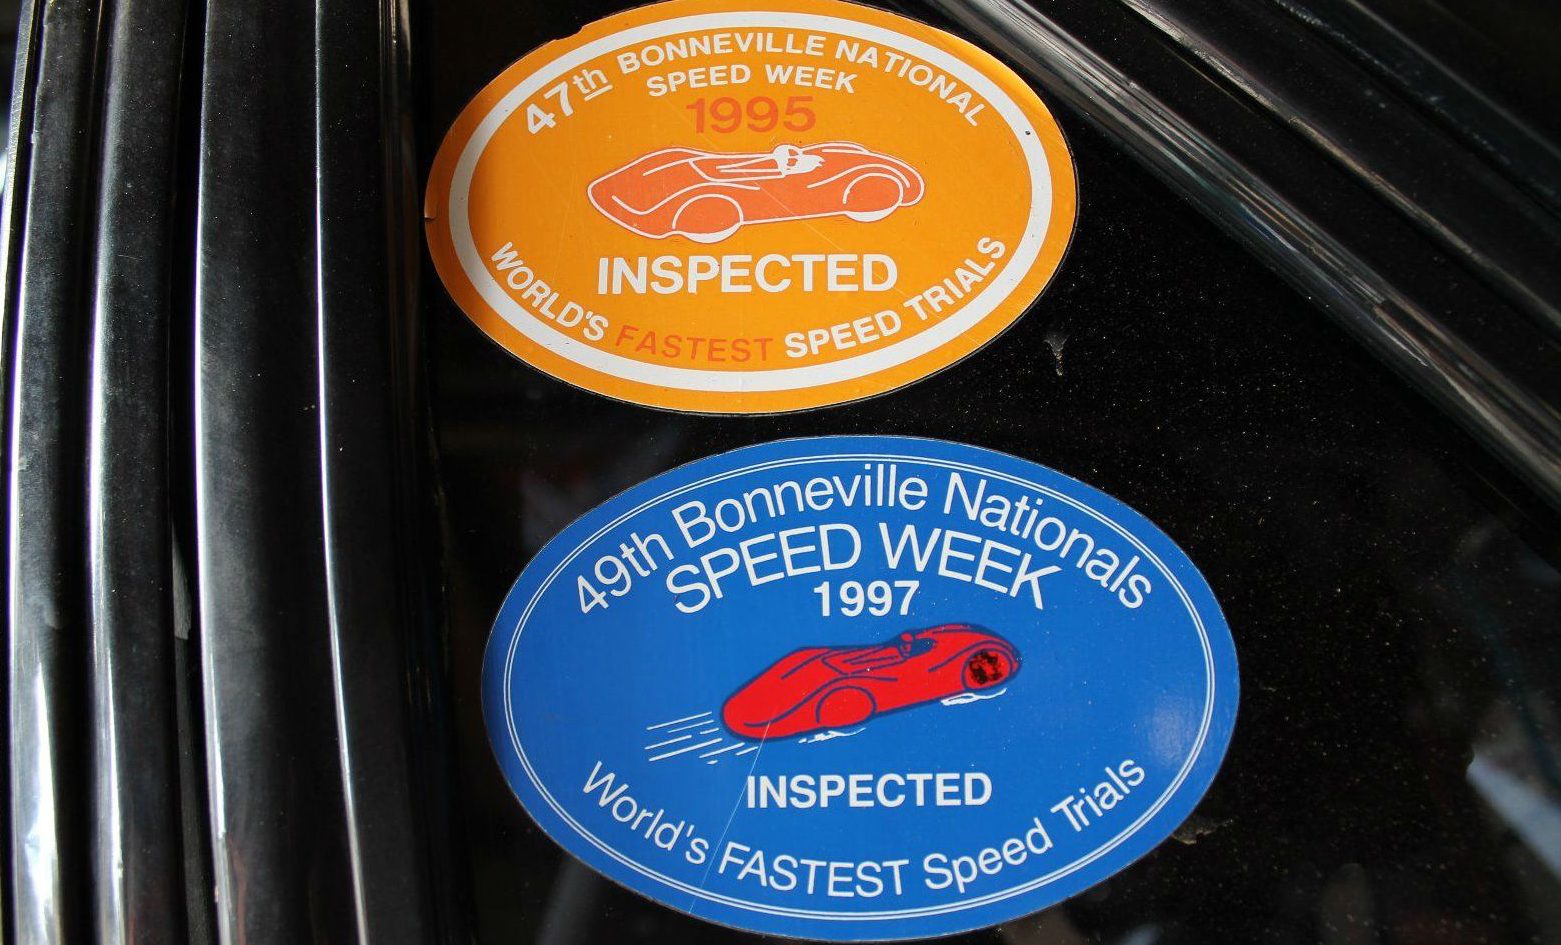 47th BONNEVILLE NATIONAL
SPEED WEEK
1995
INSPECTED
WORLD'S FASTEST SPEED TRIALS
49th Bonneville Nationals
SPEED WEEK
1997
INSPECTED
World's FASTEST Speed Trials